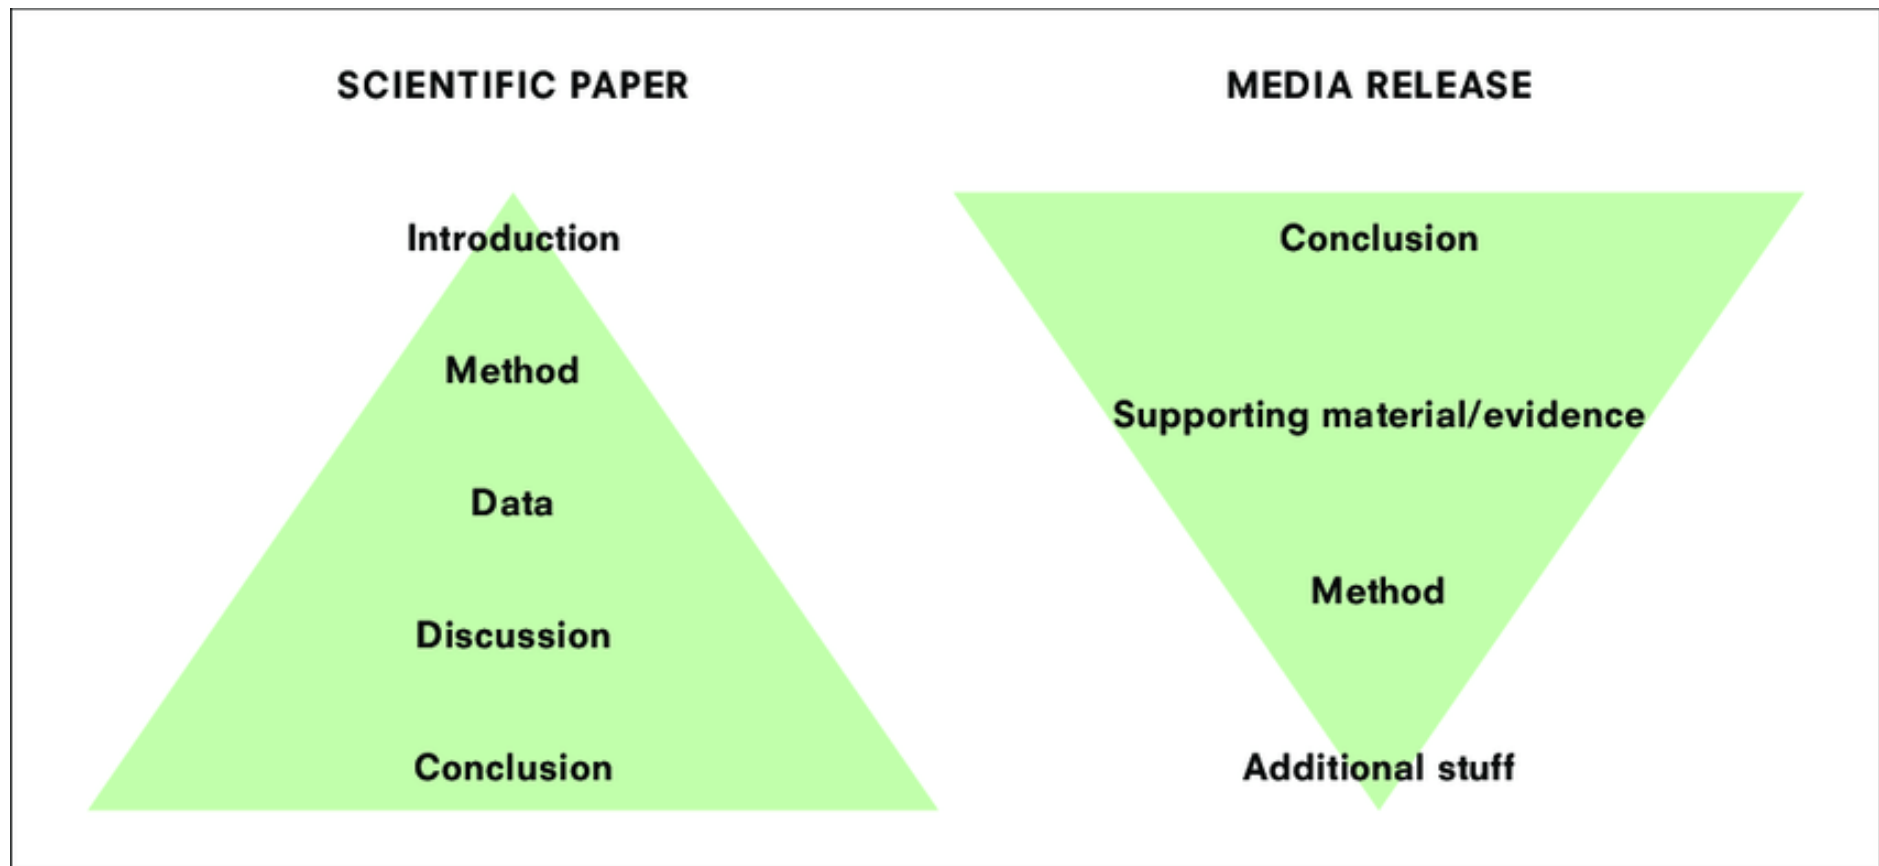 SCIENTIFIC PAPER
Introduction
Method
Data
Discussion
Conclusion
MEDIA RELEASE
Conclusion
Supporting material/evidence
Method
Additional stuff